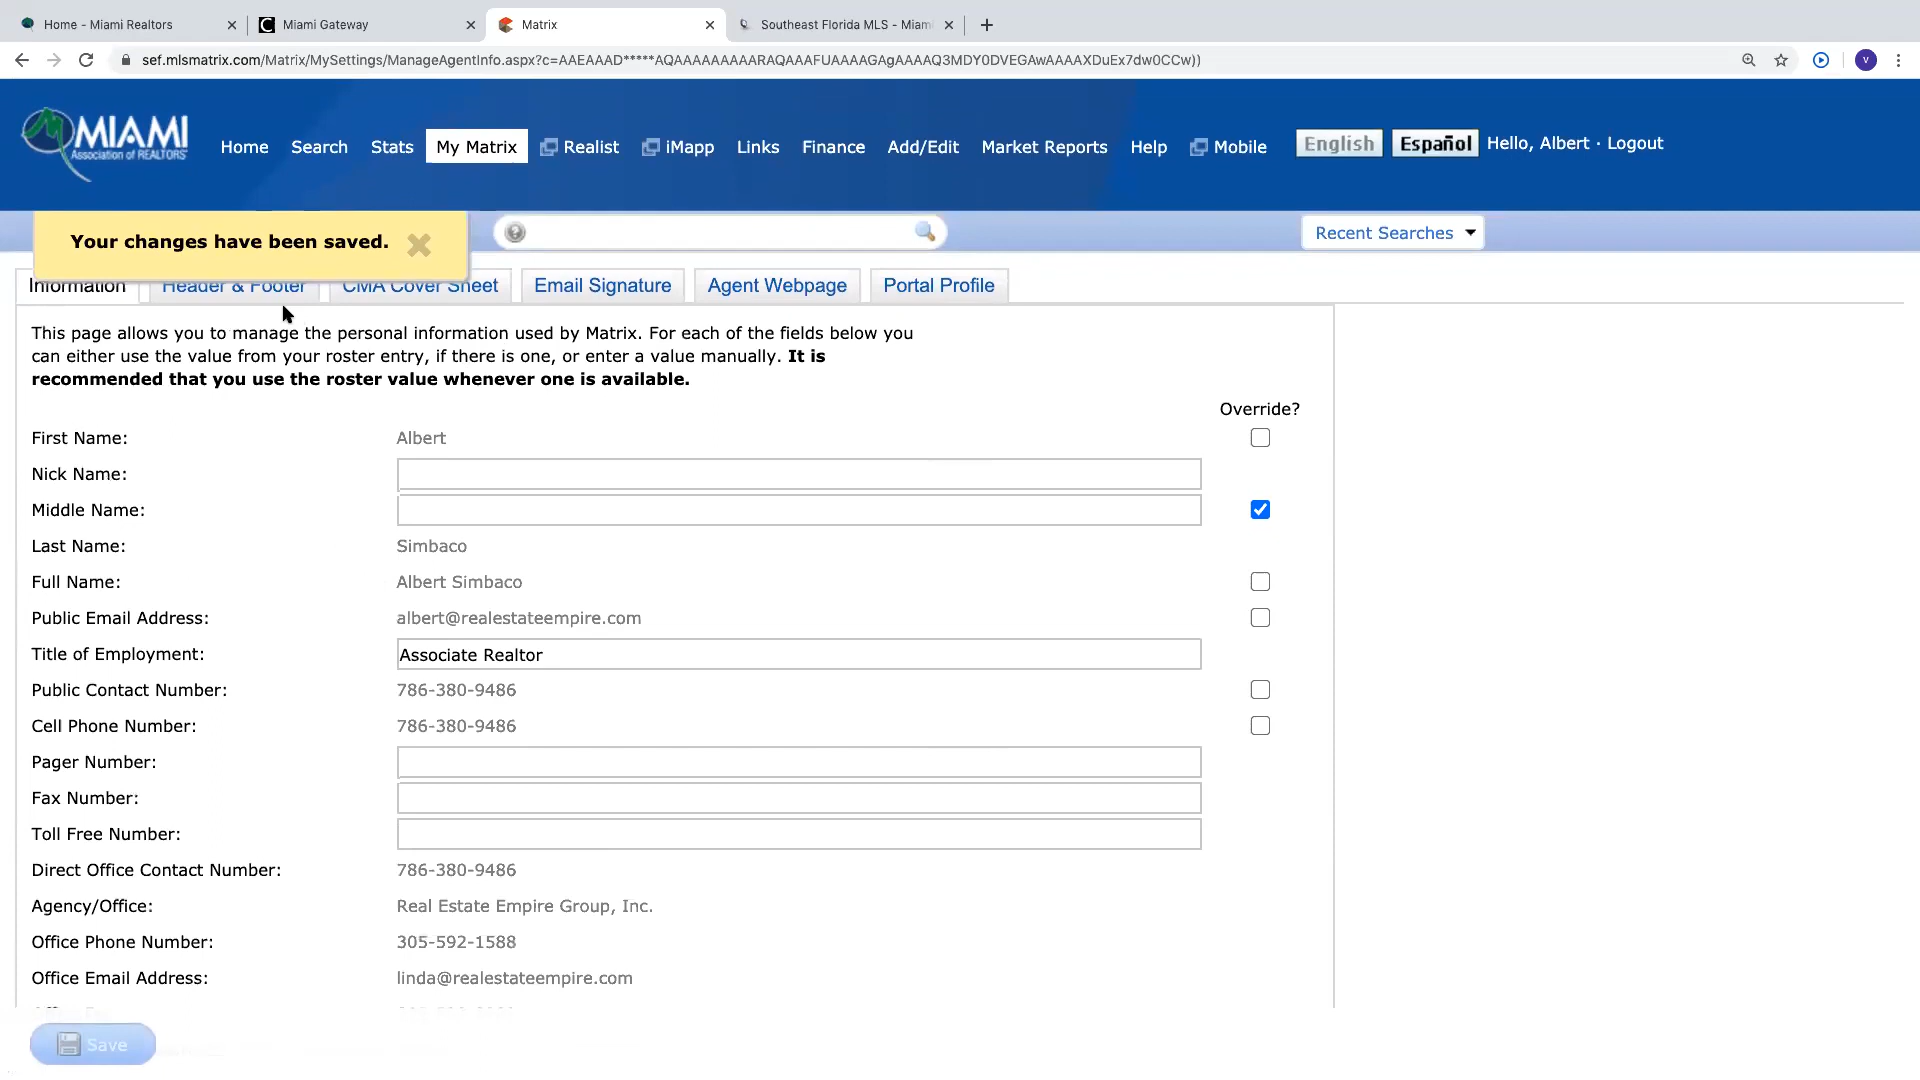 Home - Miami Realtors
Miami Gateway
Matrix
Southeast Florida MLS - Miam
sef.mlsmatrix.com/Matrix/MySettings/ManageAgentInfo.aspx?c=AAEAAAD*****AQAAAAAAAAARAQAAAFUAAAAGAgAAAAQ3MDY0DVEGAwAAAAXDuEx7dw0CCw))
V
MIAMI
Association of REALTORS
Home
Search
Stats
My Matrix
Realist
iMapp
Links
Finance
Add/Edit
Market Reports
Help
Mobile
English
Español
Hello, Albert · Logout
Your changes have been saved.
Recent Searches
Information
Header & Footer
CMA Cover Sheet
Email Signature
Agent Webpage
Portal Profile
This page allows you to manage the personal information used by Matrix. For each of the fields below you
can either use the value from your roster entry, if there is one, or enter a value manually. It is
recommended that you use the roster value whenever one is available.
Override?
First Name: Albert
Nick Name:
Middle Name:
Last Name: Simbaco
Full Name: Albert Simbaco
Public Email Address: albert@realestateempire.com
Title of Employment: Associate Realtor
Public Contact Number: 786-380-9486
Cell Phone Number: 786-380-9486
Pager Number:
Fax Number:
Toll Free Number:
Direct Office Contact Number: 786-380-9486
Agency/Office: Real Estate Empire Group, Inc.
Office Phone Number: 305-592-1588
Office Email Address: linda@realestateempire.com
Save